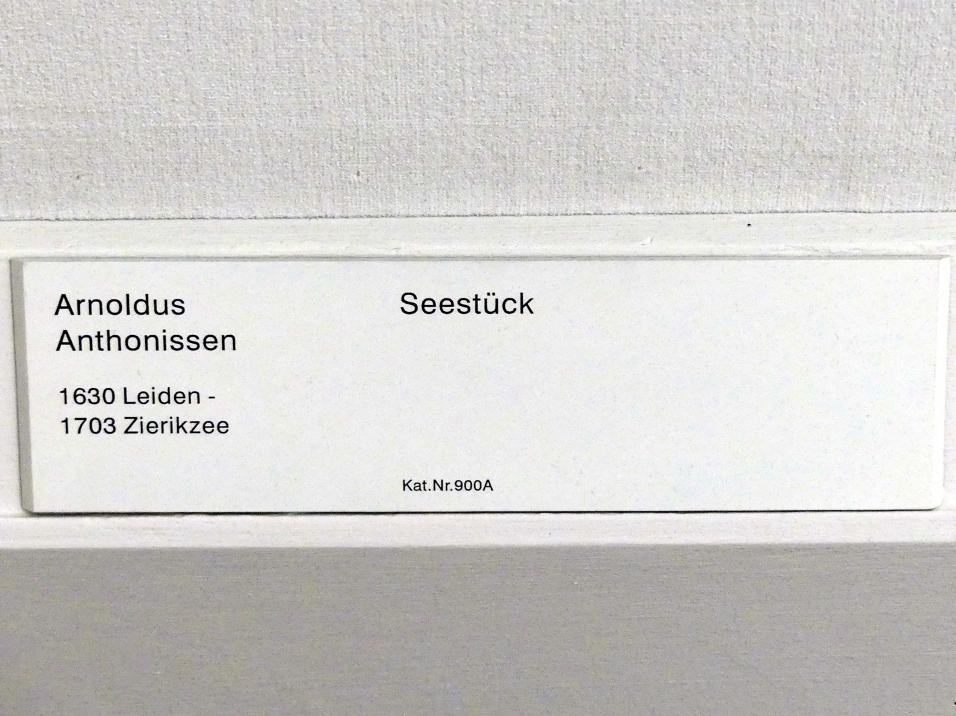 Arnoldus
Anthonissen
1630 Leiden -
1703 Zierikzee
Seestück
Kat.Nr.900A